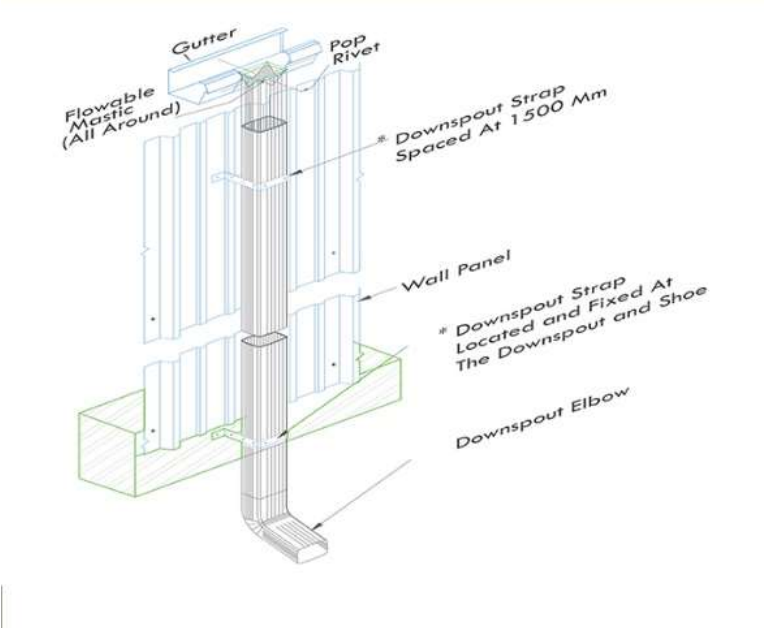 Gutter
Pop
Rivet
Flowable
Mastic
(All Around)
* Downspout Strap
Spaced At 1500 Mm
Wall Panel
* Downspout Strap
Located and Fixed At
The Downspout and Shoe
Downspout Elbow